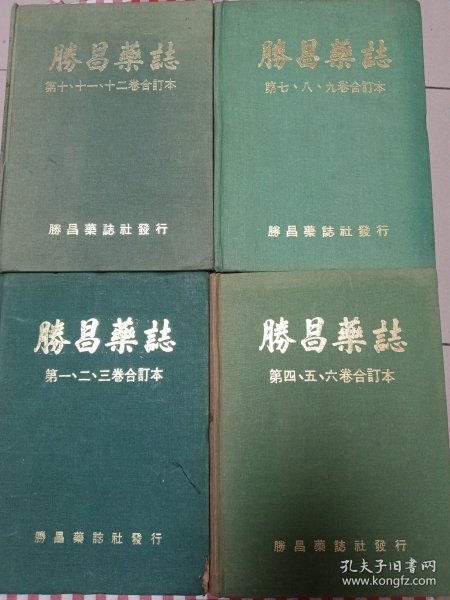 勝昌藥誌
第十、十一、十二卷合訂本
勝昌藥誌社發行
勝昌藥誌
第七、八、九卷合訂本
勝昌藥誌社發行
勝昌藥誌
第一、二、三卷合訂本
勝昌藥誌社發行
勝昌藥誌
第四、五、六卷合訂本
勝昌藥誌社發行
孔夫子旧书网
www.kongfz.com